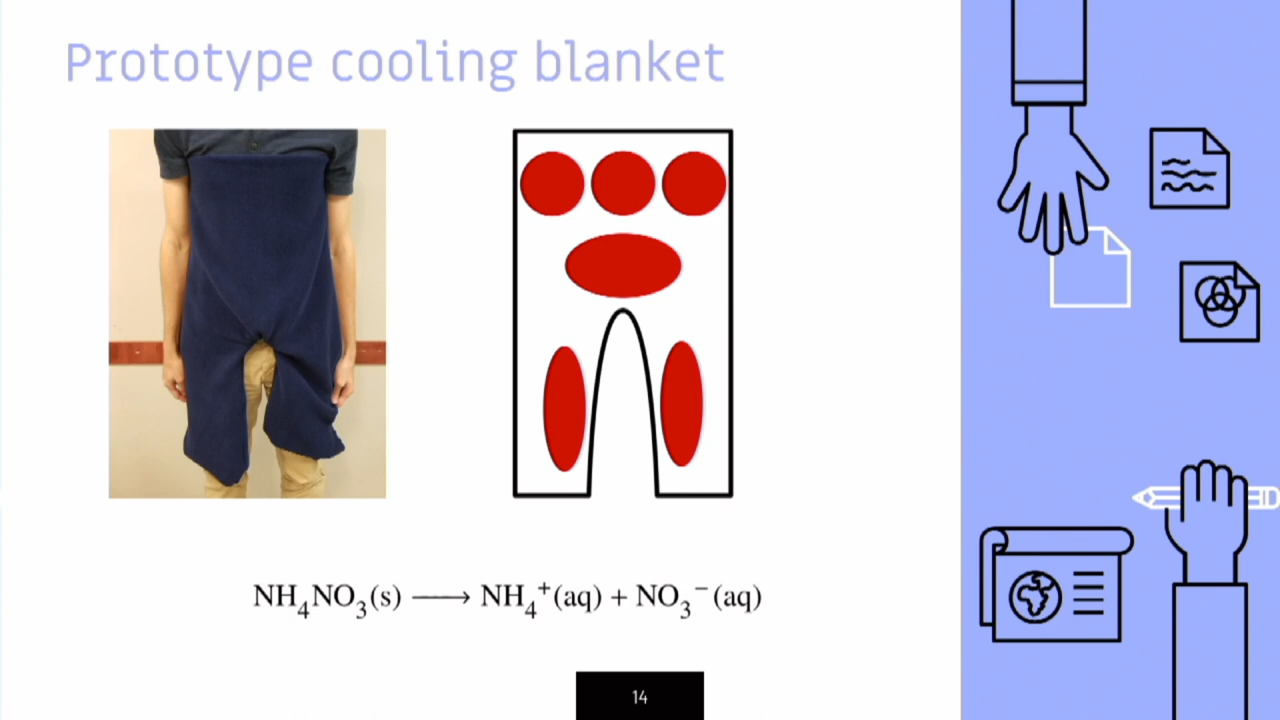 Prototype cooling blanket
NH₄NO₃(s) ⟶ NH₄⁺(aq) + NO₃⁻(aq)
14